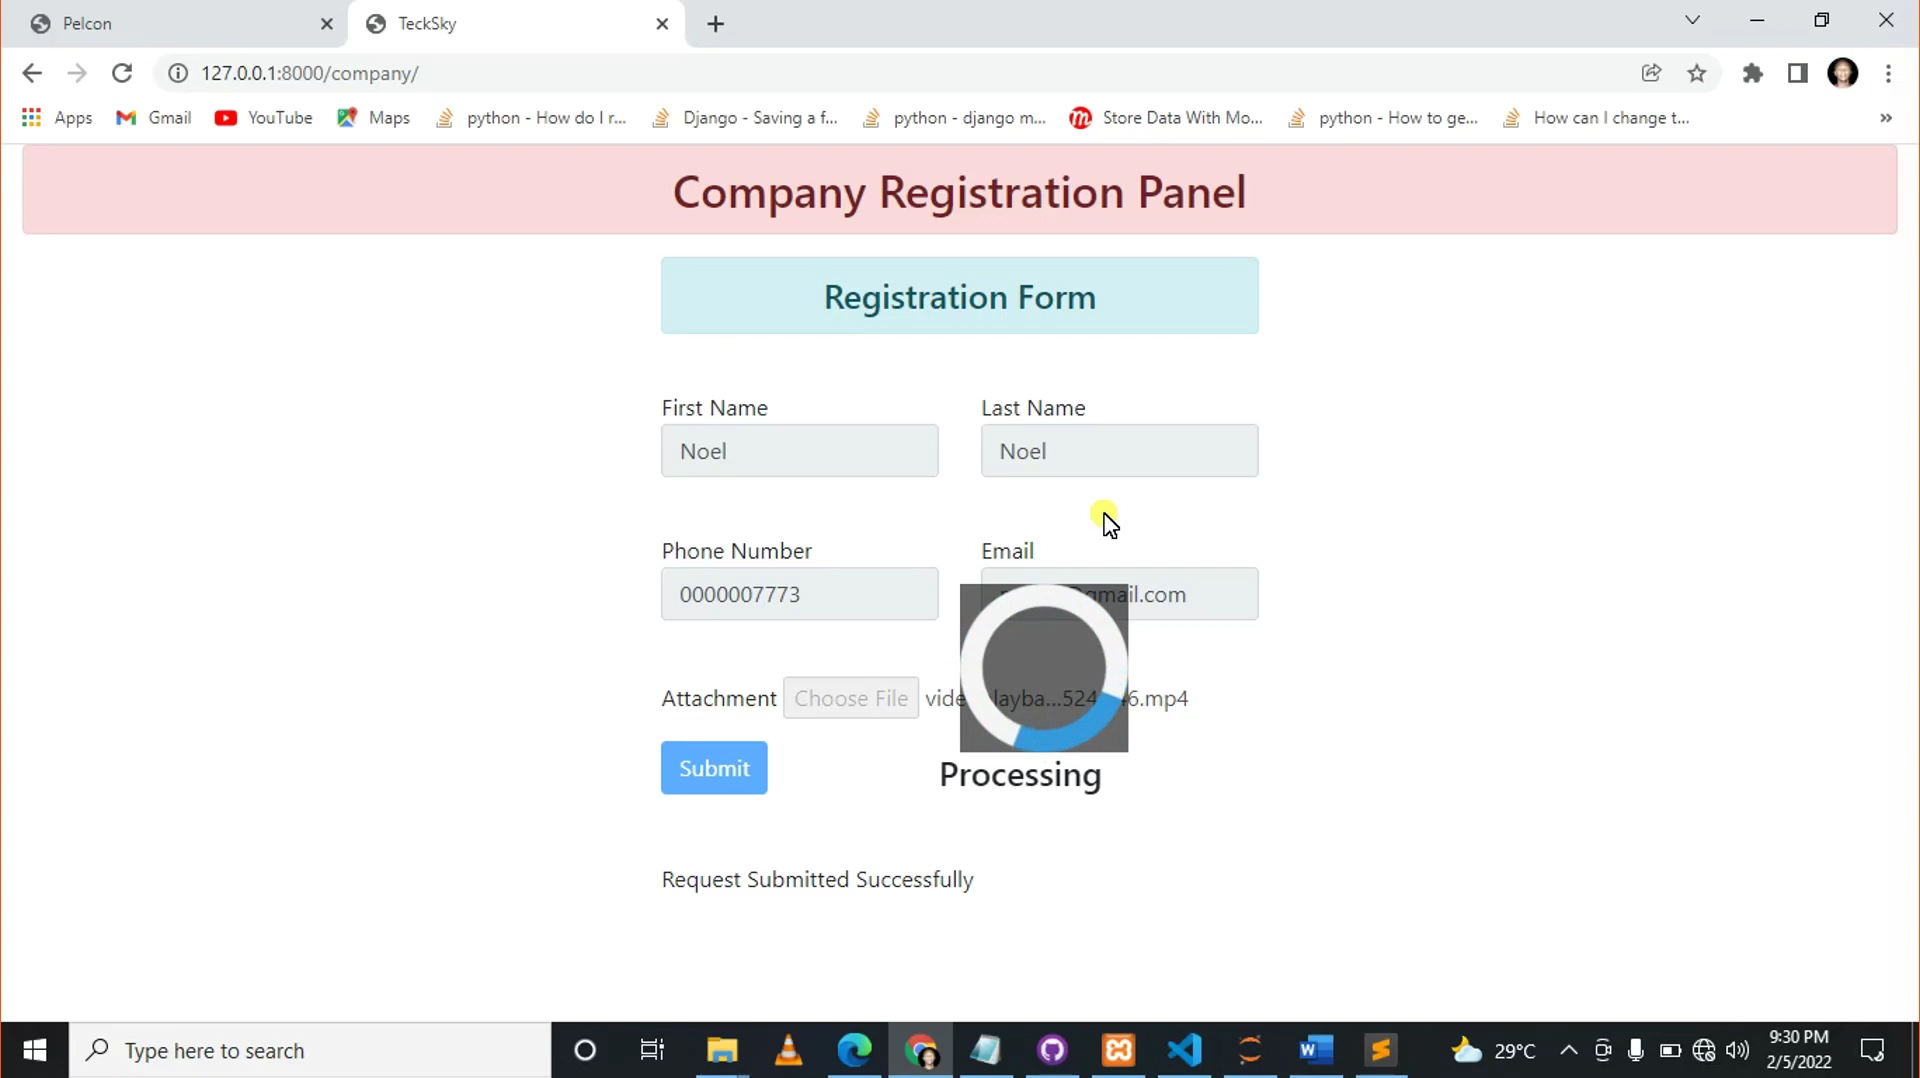 Pelcon
TeckSky
127.0.0.1:8000/company/
Apps
Gmail
YouTube
Maps
python - How do I r...
Django - Saving a f...
python - django m...
Store Data With Mo...
python - How to ge...
How can I change t...
»
Company Registration Panel
Registration Form
First Name
Last Name
Noel
Noel
Phone Number
Email
0000007773
gmail.com
Attachment
Choose File
Submit
Processing
Request Submitted Successfully
Type here to search
29°C
9:30 PM
2/5/2022